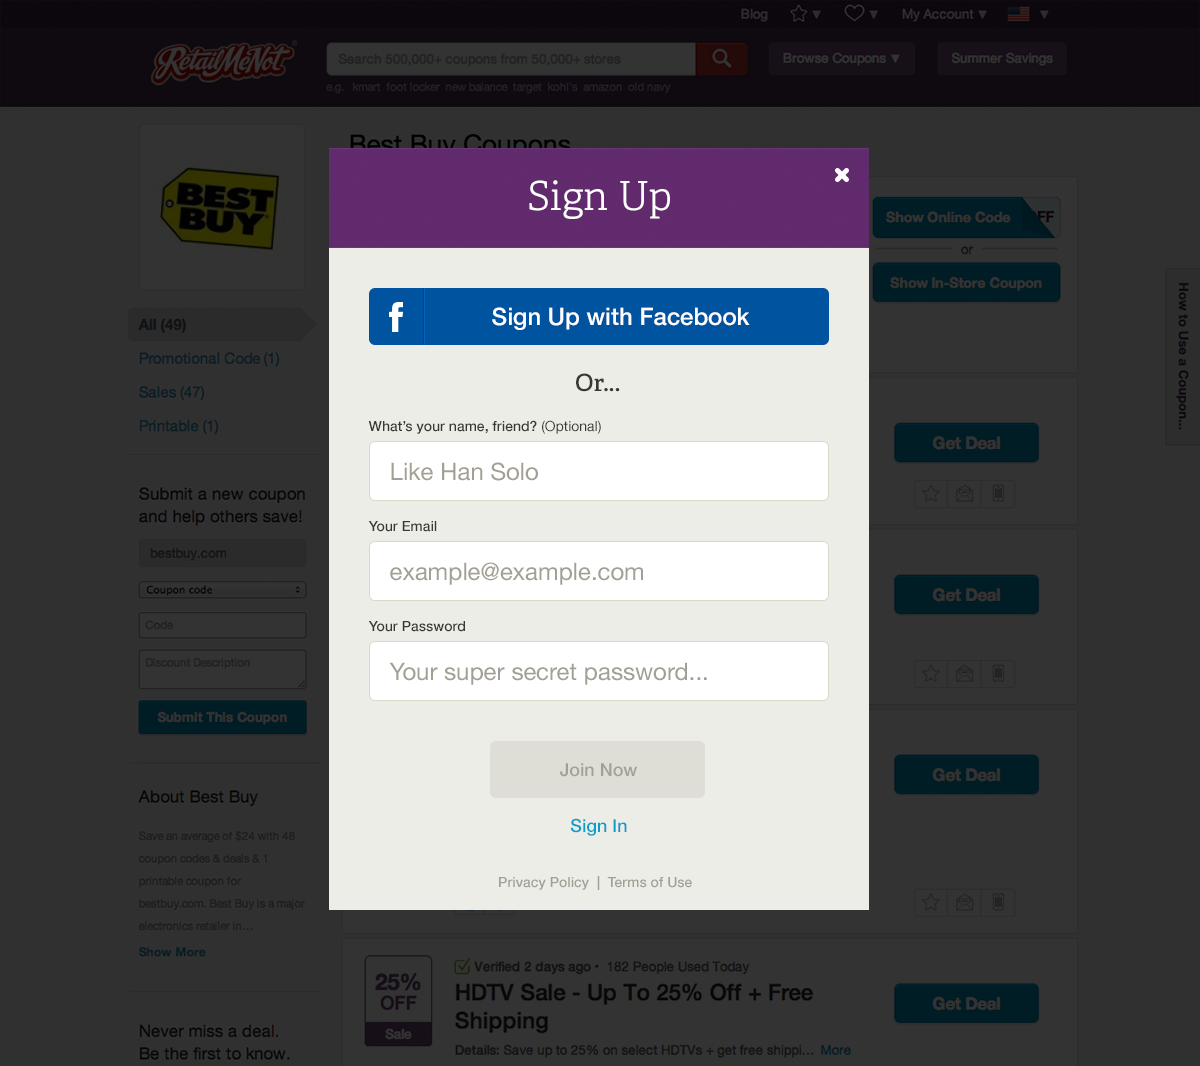 Blog
My Account ▾
RetailMeNot
Search 500,000+ coupons from 50,000+ stores
Browse Coupons ▾
Summer Savings
e.g. kmart foot locker new balance target kohl's amazon old navy
Best Buy Coupons
BEST
BUY
All (49)
Promotional Code (1)
Sales (47)
Printable (1)
Submit a new coupon
and help others save!
bestbuy.com
Coupon code
Code
Discount Description
Submit This Coupon
About Best Buy
Save an average of $24 with 48
coupon codes & deals & 1
printable coupon for
bestbuy.com. Best Buy is a major
electronics retailer in...
Show More
Never miss a deal.
Be the first to know.
Sign Up
f
Sign Up with Facebook
Or...
What's your name, friend? (Optional)
Like Han Solo
Your Email
example@example.com
Your Password
Your super secret password...
Join Now
Sign In
Privacy Policy | Terms of Use
Show Online Code
FF
or
Show In-Store Coupon
Get Deal
Get Deal
Get Deal
25%
OFF
Sale
Verified 2 days ago • 182 People Used Today
HDTV Sale - Up To 25% Off + Free
Shipping
Details: Save up to 25% on select HDTVs + get free shippi... More
Get Deal
How to Use a Coupon...